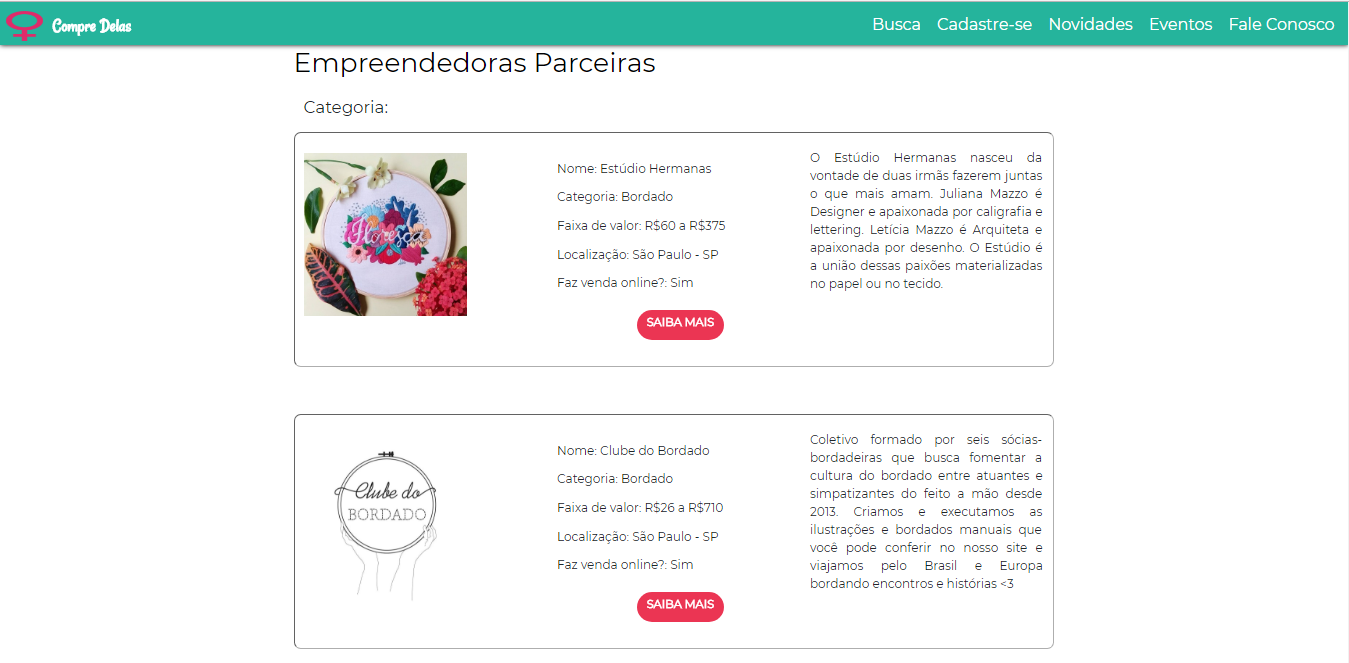 Compre Delas
Busca Cadastre-se Novidades Eventos Fale Conosco
Empreendedoras Parceiras
Categoria:
Floresça
Nome: Estúdio Hermanas
Categoria: Bordado
Faixa de valor: R$60 a R$375
Localização: São Paulo - SP
Faz venda online?: Sim
SAIBA MAIS
O Estúdio Hermanas nasceu da
vontade de duas irmãs fazerem juntas
o que mais amam. Juliana Mazzo é
Designer e apaixonada por caligrafia e
lettering. Letícia Mazzo é Arquiteta e
apaixonada por desenho. O Estúdio é
a união dessas paixões materializadas
no papel ou no tecido.
Clube do
BORDADO
Nome: Clube do Bordado
Categoria: Bordado
Faixa de valor: R$26 a R$710
Localização: São Paulo - SP
Faz venda online?: Sim
SAIBA MAIS
Coletivo formado por seis sócias-
bordadeiras que busca fomentar a
cultura do bordado entre atuantes e
simpatizantes do feito a mão desde
2013. Criamos e executamos as
ilustrações e bordados manuais que
você pode conferir no nosso site e
viajamos pelo Brasil e Europa
bordando encontros e histórias <3